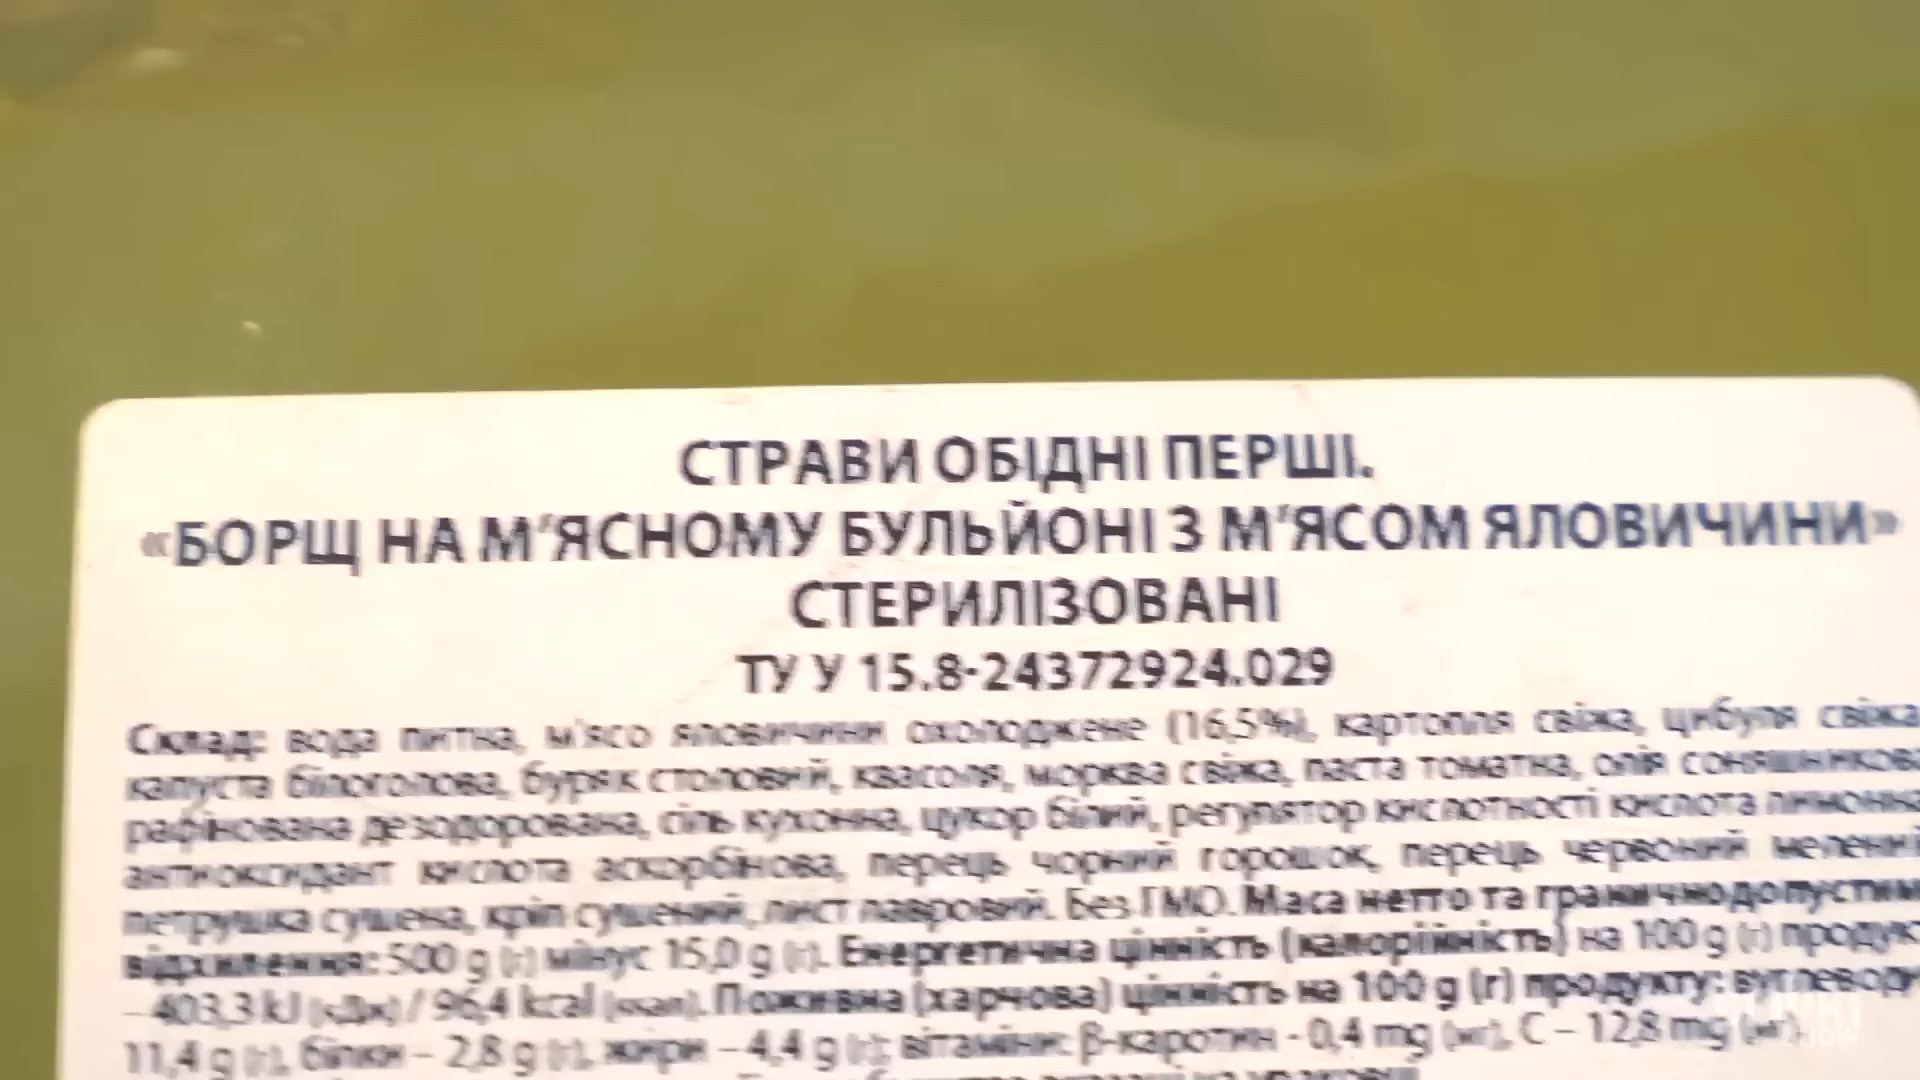 СТРАВИ ОБІДНІ ПЕРШІ.
«БОРЩ НА М'ЯСНОМУ БУЛЬЙОНІ З М'ЯСОМ ЯЛОВИЧИНИ»
СТЕРИЛІЗОВАНІ
ТУ У 15.8-24372924.029
Склад: вода питна, м'ясо яловичини охолоджене (16,5%), картопля свіжа, цибуля свіжа,
капуста білоголова, буряк столовий, квасоля, морква свіжа, паста томатна, олія соняшникова
рафінована дезодорована, сіль кухонна, цукор білий, регулятор кислотності кислота лимонна,
антиоксидант кислота аскорбінова, перець чорний горошок, перець червоний мелений
петрушка сушена, кріп сушений, лист лавровий. Без ГМО. Маса нетто та граничнодопустим
відхилення: 500 g (г) мінус 15,0 g (г). Енергетична цінність (калорійність) на 100 g (г) продук
– 403,3 kJ (кДж) / 96,4 kcal (ккал). Поживна (харчова) цінність на 100 g (г) продукту: вуглеводи
11,4 g (г), білки – 2,8 g (г), жири – 4,4 g (г); вітаміни: β-каротин - 0,4 mg (мг), С – 12,8 mg (мг).